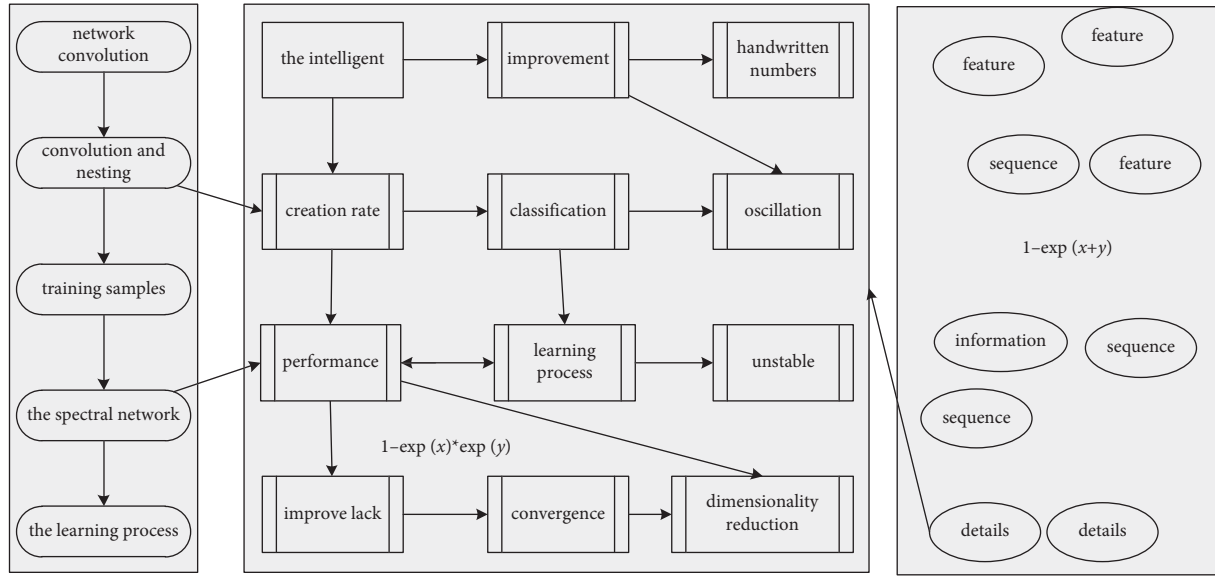 network
convolution
convolution and
nesting
training samples
the spectral network
the learning process
the intelligent
improvement
handwritten
numbers
creation rate
classification
oscillation
performance
learning
process
unstable
1–exp (x)*exp (y)
improve lack
convergence
dimensionality
reduction
feature
feature
sequence
feature
1–exp (x+y)
information
sequence
sequence
details
details